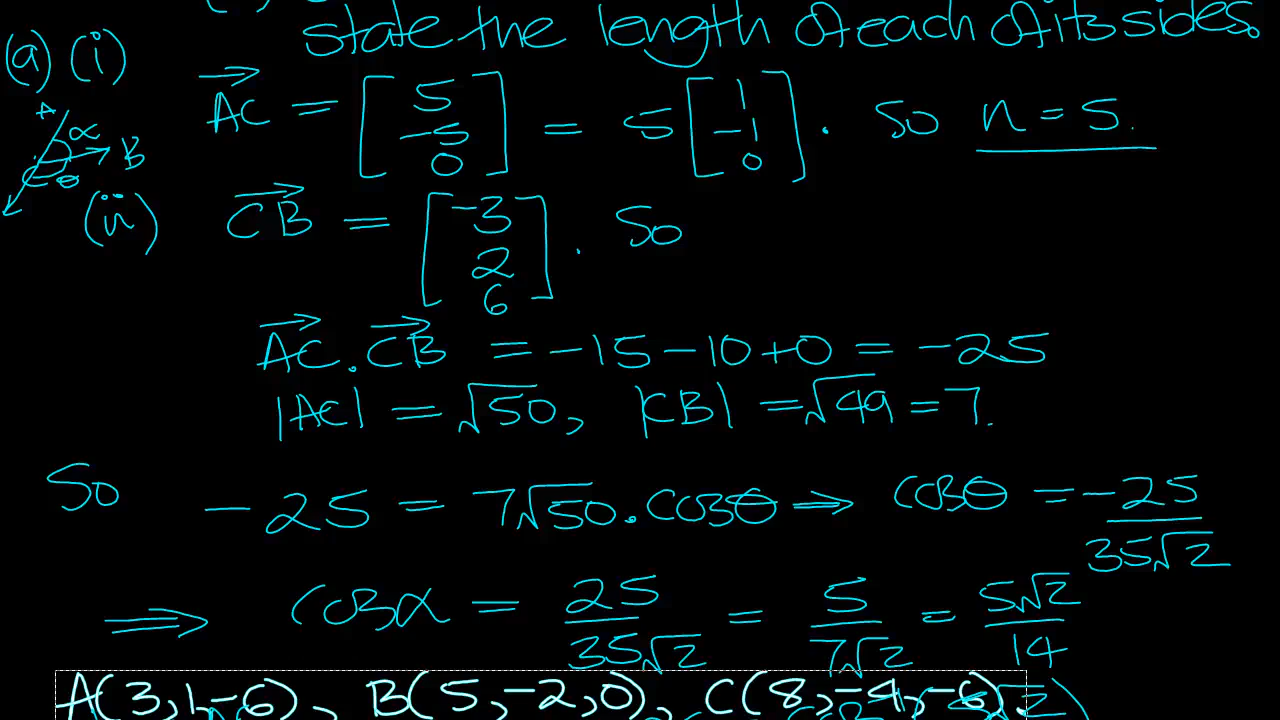 state the length of each of its sides.
(a) (i) AC = [5 -5 0] = 5 [1 -1 0]. So n = 5.
A α B θ
(ii) CB = [-3 2 6]. So
AC.CB = -15 - 10 + 0 = -25
|AC| = √50, |CB| = √49 = 7.
So -25 = 7√50.cosθ ⇒ cosθ = -25/35√2
⇒ cosα = 25/35√2 = 5/7√2 = 5√2/14
A(3,1,-6), B(5,-2,0), C(8,-4,-6).